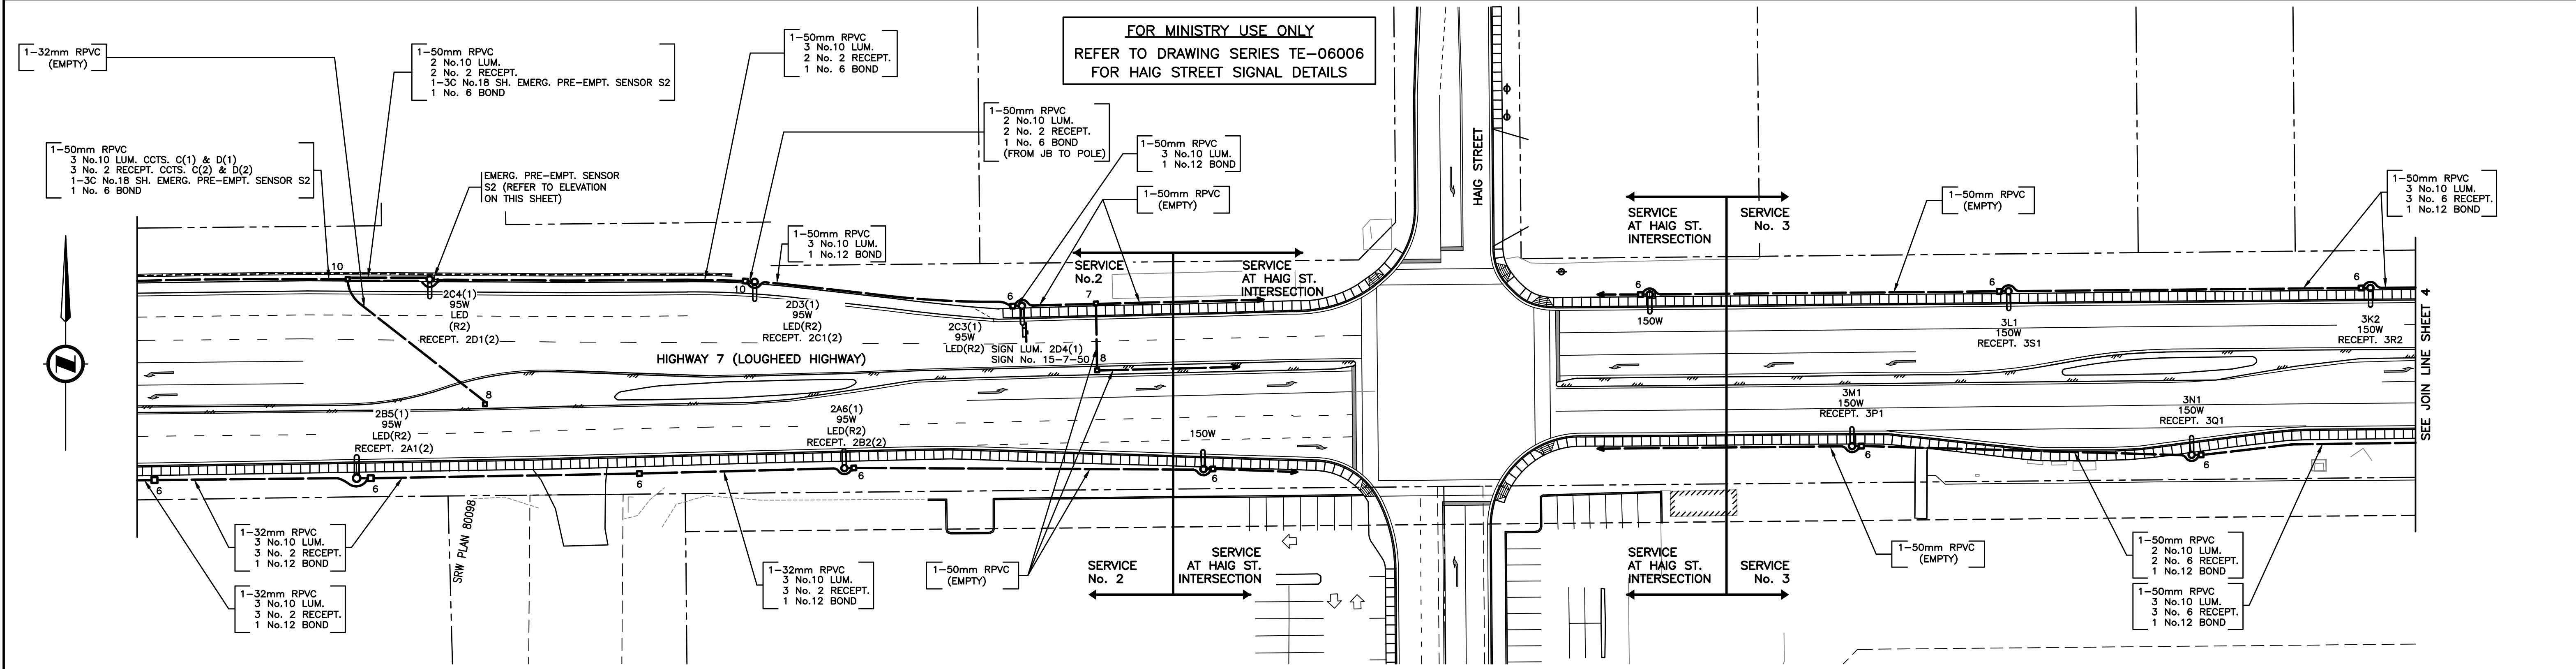 FOR MINISTRY USE ONLY
REFER TO DRAWING SERIES TE-06006
FOR HAIG STREET SIGNAL DETAILS
1-32mm RPVC
(EMPTY)
1-50mm RPVC
2 No.10 LUM.
2 No. 2 RECEPT.
1-3C No.18 SH. EMERG. PRE-EMPT. SENSOR S2
1 No. 6 BOND
1-50mm RPVC
3 No.10 LUM.
2 No. 2 RECEPT.
1 No. 6 BOND
1-50mm RPVC
2 No.10 LUM.
2 No. 2 RECEPT.
1 No. 6 BOND
(FROM JB TO POLE)
1-50mm RPVC
3 No.10 LUM.
1 No.12 BOND
1-50mm RPVC
(EMPTY)
1-50mm RPVC
3 No.10 LUM. CCTS. C(1) & D(1)
3 No. 2 RECEPT. CCTS. C(2) & D(2)
1-3C No.18 SH. EMERG. PRE-EMPT. SENSOR S2
1 No. 6 BOND
EMERG. PRE-EMPT. SENSOR
S2 (REFER TO ELEVATION
ON THIS SHEET)
1-50mm RPVC
3 No.10 LUM.
1 No.12 BOND
HAIG STREET
SERVICE
AT HAIG ST.
INTERSECTION
SERVICE
No. 3
1-50mm RPVC
(EMPTY)
1-50mm RPVC
3 No.10 LUM.
3 No. 6 RECEPT.
1 No.12 BOND
SERVICE
No.2
SERVICE
AT HAIG ST.
INTERSECTION
10
10
6
7
6
6
6
2C4(1)
95W
LED
(R2)
RECEPT. 2D1(2)
2D3(1)
95W
LED(R2)
RECEPT. 2C1(2)
2C3(1)
95W
LED(R2)
SIGN LUM. 2D4(1)
SIGN No. 15-7-50
8
150W
3L1
150W
RECEPT. 3S1
3K2
150W
RECEPT. 3R2
HIGHWAY 7 (LOUGHEED HIGHWAY)
SEE JOIN LINE SHEET 4
8
2B5(1)
95W
LED(R2)
RECEPT. 2A1(2)
2A6(1)
95W
LED(R2)
RECEPT. 2B2(2)
150W
3M1
150W
RECEPT. 3P1
3N1
150W
RECEPT. 3Q1
6
6
6
6
6
6
6
SRW PLAN 80098
1-32mm RPVC
3 No.10 LUM.
3 No. 2 RECEPT.
1 No.12 BOND
1-32mm RPVC
3 No.10 LUM.
3 No. 2 RECEPT.
1 No.12 BOND
1-32mm RPVC
3 No.10 LUM.
3 No. 2 RECEPT.
1 No.12 BOND
1-50mm RPVC
(EMPTY)
SERVICE
No. 2
SERVICE
AT HAIG ST.
INTERSECTION
SERVICE
AT HAIG ST.
INTERSECTION
SERVICE
No. 3
1-50mm RPVC
(EMPTY)
1-50mm RPVC
2 No.10 LUM.
2 No. 6 RECEPT.
1 No.12 BOND
1-50mm RPVC
3 No.10 LUM.
3 No. 6 RECEPT.
1 No.12 BOND